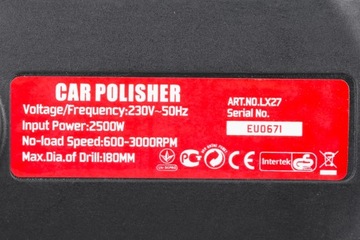 CAR POLISHER
Voltage/Frequency:230V~50Hz
Input Power:2500W
No-load Speed:600-3000RPM
Max.Dia.of Drill:180MM
ART.NO.LX27
Serial No.
EU0671
Intertek
GS